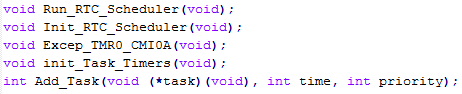 void Run_RTC_Scheduler(void);
void Init_RTC_Scheduler(void);
void Excep_TMR0_CMI0A(void);
void init_Task_Timers(void);
int Add_Task(void (*task)(void), int time, int priority);